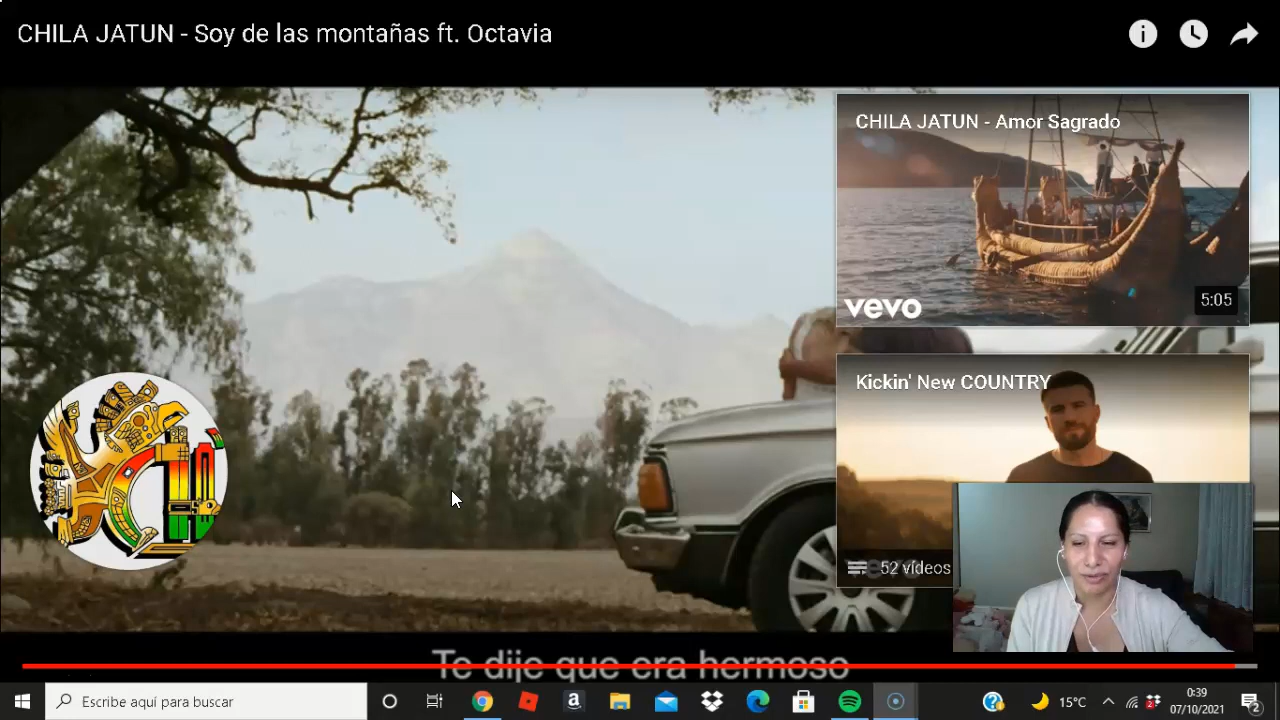 CHILA JATUN - Soy de las montañas ft. Octavia
CHILA JATUN - Amor Sagrado
vevo
5:05
Kickin' New COUNTRY
52 vídeos
Te dije que era hermoso
Escribe aquí para buscar
15°C
0:39
07/10/2021